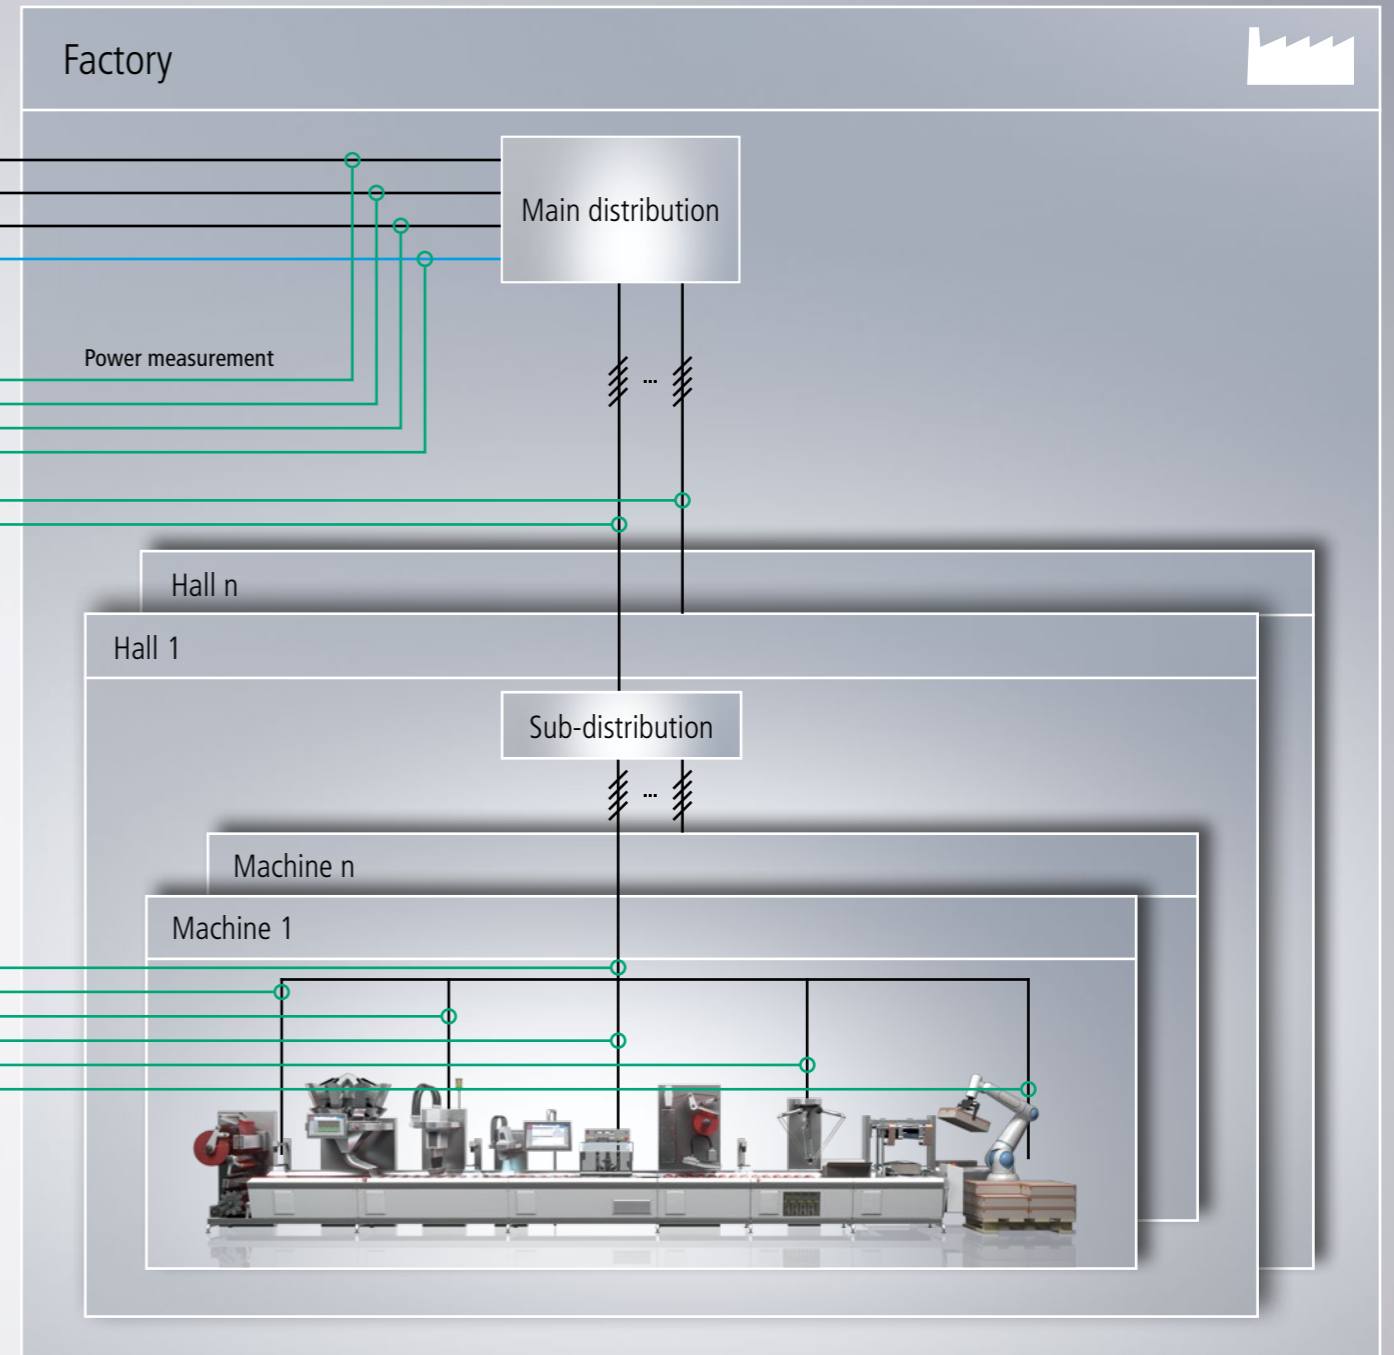 Factory
Main distribution
Power measurement
...
Hall n
Hall 1
Sub-distribution
...
Machine n
Machine 1